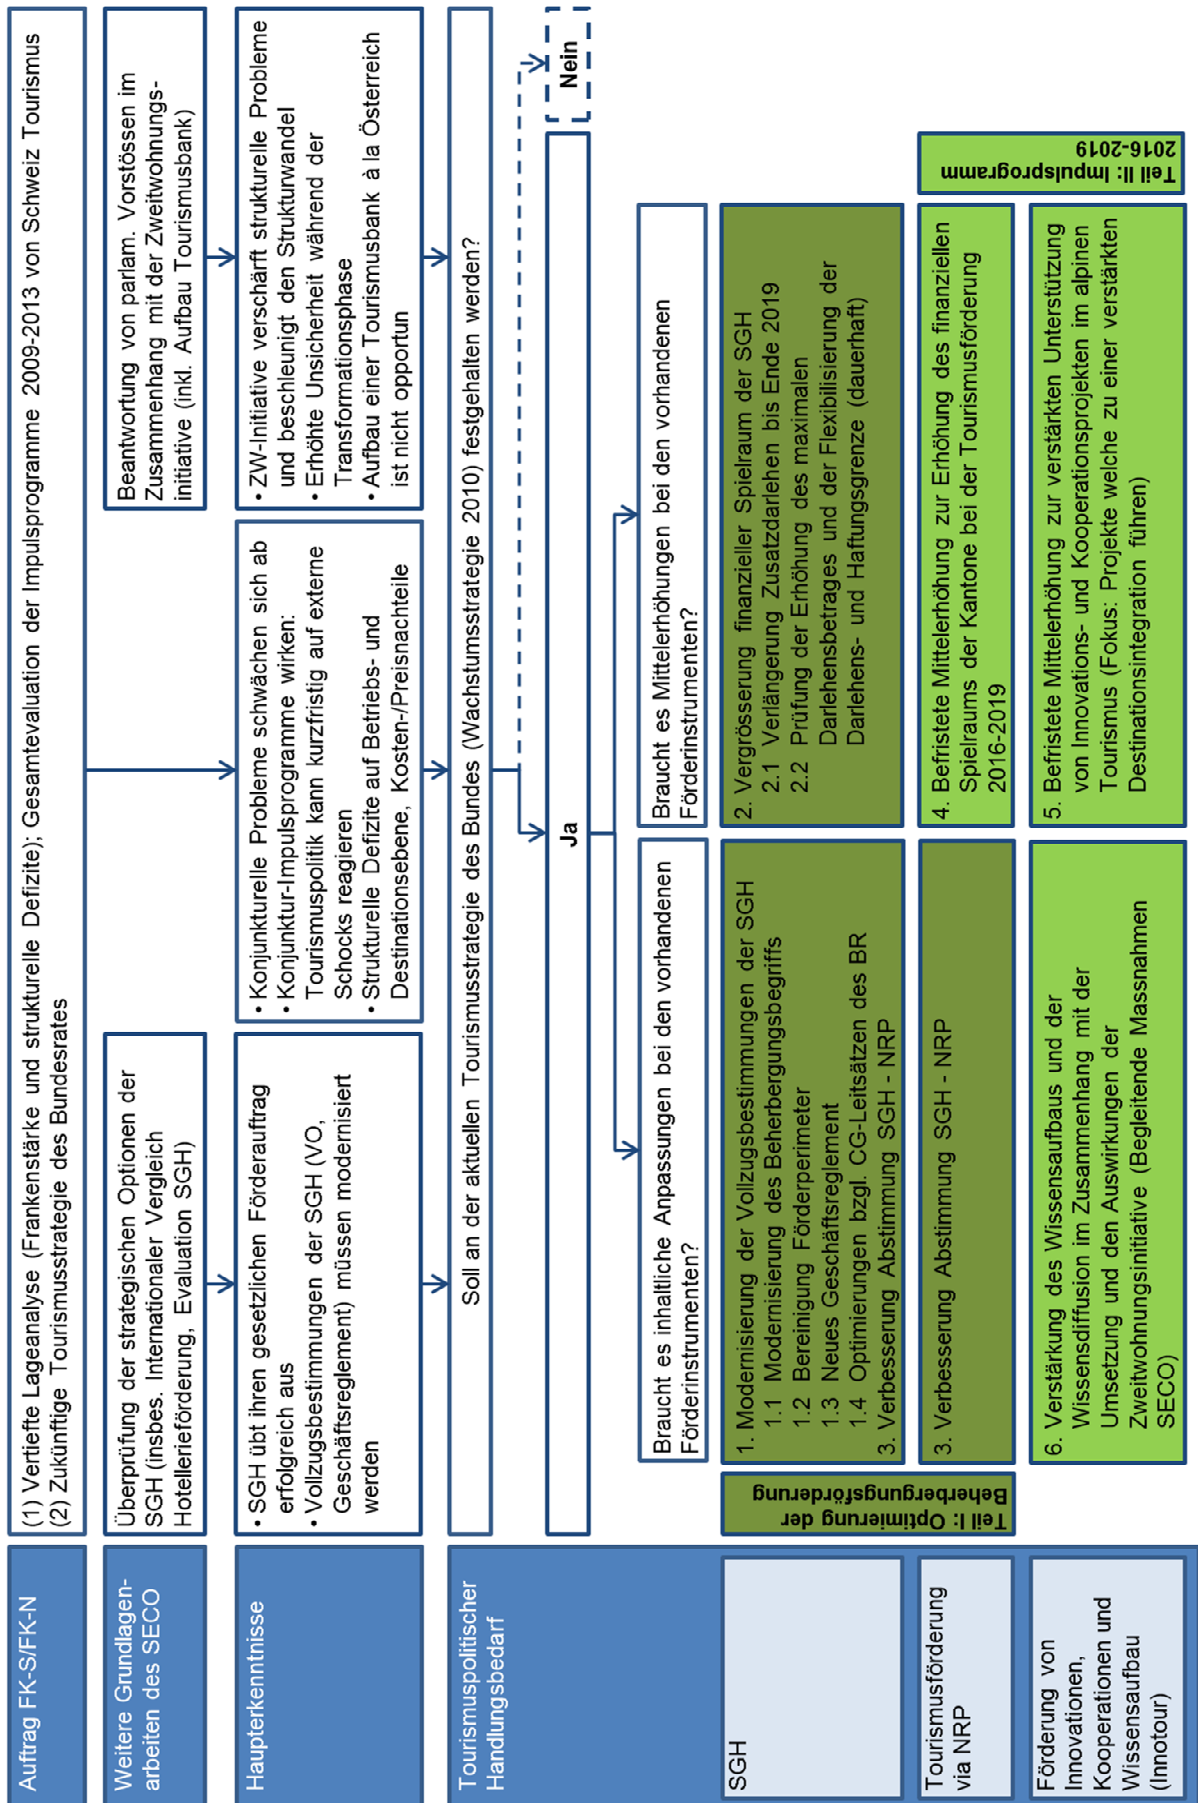 Auftrag FK-S/FK-N
(1) Vertiefte Lageanalyse (Frankenstärke und strukturelle Defizite); Gesamtevaluation der Impulsprogramme 2009-2013 von Schweiz Tourismus
(2) Zukünftige Tourismusstrategie des Bundesrates
Weitere Grundlagen-
arbeiten des SECO
Überprüfung der strategischen Optionen der
SGH (insbes. Internationaler Vergleich
Hotellerieförderung, Evaluation SGH)
Beantwortung von parlam. Vorstössen im
Zusammenhang mit der Zweitwohnungs-
initiative (inkl. Aufbau Tourismusbank)
Haupterkenntnisse
• SGH übt ihren gesetzlichen Förderauftrag
erfolgreich aus
• Vollzugsbestimmungen der SGH (VO,
Geschäftsreglement) müssen modernisiert
werden
• Konjunkturelle Probleme schwächen sich ab
• Konjunktur-Impulsprogramme wirken:
Tourismuspolitik kann kurzfristig auf externe
Schocks reagieren
• Strukturelle Defizite auf Betriebs- und
Destinationsebene, Kosten-/Preisnachteile
• ZW-Initiative verschärft strukturelle Probleme
und beschleunigt den Strukturwandel
• Erhöhte Unsicherheit während der
Transformationsphase
• Aufbau einer Tourismusbank à la Österreich
ist nicht opportun
Tourismuspolitischer
Handlungsbedarf
Soll an der aktuellen Tourismusstrategie des Bundes (Wachstumsstrategie 2010) festgehalten werden?
Ja
Nein
Braucht es inhaltliche Anpassungen bei den vorhandenen
Förderinstrumenten?
Braucht es Mittelerhöhungen bei den vorhandenen
Förderinstrumenten?
SGH
Teil I: Optimierung der
Beherbergungsförderung
1. Modernisierung der Vollzugsbestimmungen der SGH
1.1 Modernisierung des Beherbergungsbegriffs
1.2 Bereinigung Förderperimeter
1.3 Neues Geschäftsreglement
1.4 Optimierungen bzgl. CG-Leitsätzen des BR
3. Verbesserung Abstimmung SGH - NRP
2. Vergrösserung finanzieller Spielraum der SGH
2.1 Verlängerung Zusatzdarlehen bis Ende 2019
2.2 Prüfung der Erhöhung des maximalen
Darlehensbetrages und der Flexibilisierung der
Darlehens- und Haftungsgrenze (dauerhaft)
Tourismusförderung
via NRP
3. Verbesserung Abstimmung SGH - NRP
4. Befristete Mittelerhöhung zur Erhöhung des finanziellen
Spielraums der Kantone bei der Tourismusförderung
2016-2019
Teil II: Impulsprogramm
2016-2019
Förderung von
Innovationen,
Kooperationen und
Wissensaufbau
(Innotour)
6. Verstärkung des Wissensaufbaus und der
Wissensdiffusion im Zusammenhang mit der
Umsetzung und den Auswirkungen der
Zweitwohnungsinitiative (Begleitende Massnahmen
SECO)
5. Befristete Mittelerhöhung zur verstärkten Unterstützung
von Innovations- und Kooperationsprojekten im alpinen
Tourismus (Fokus: Projekte welche zu einer verstärkten
Destinationsintegration führen)